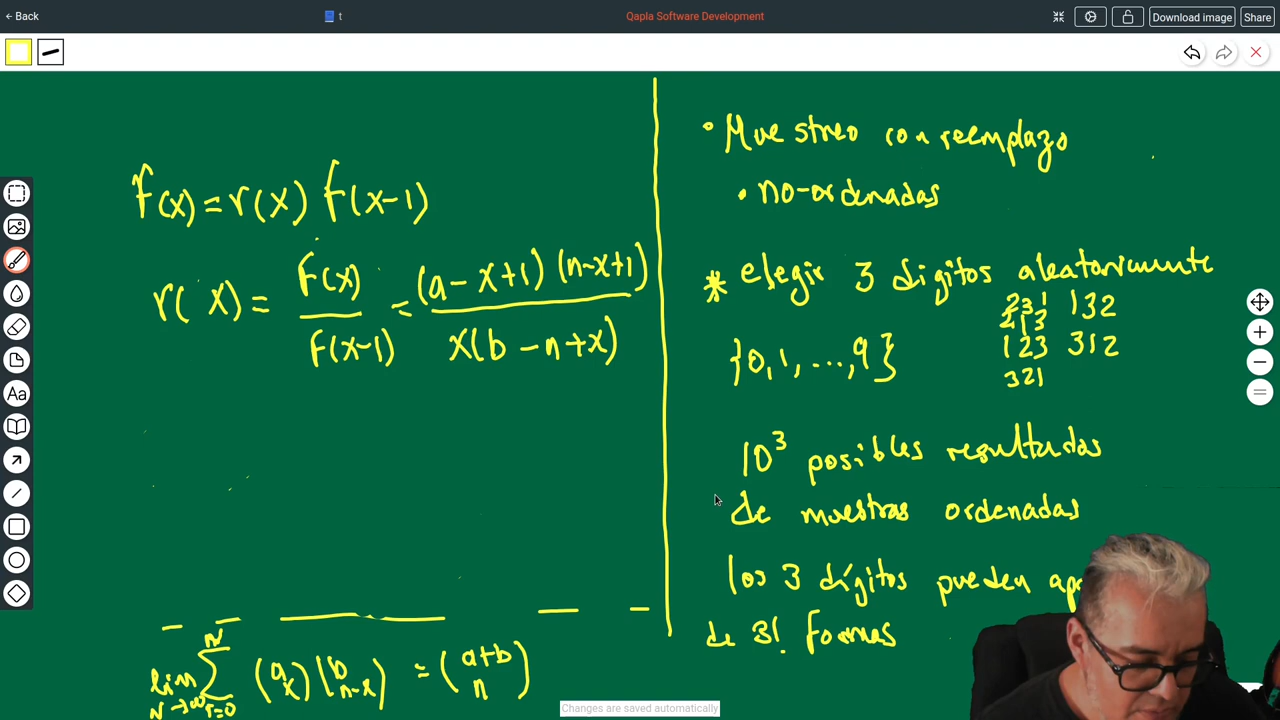 Back
t
Qapla Software Development
Download image
Share
Aa
f(x) = r(x) f(x-1)
r(x) = f(x) / f(x-1) = (a-x+1)(n-x+1) / x(b-n+x)
lim N→∞ Σ r=0 N (a x)(b n-x) = (a+b n)
• Muestreo con reemplazo
• no-ordenadas
* elegir 3 digitos aleatoriamente
231 132
213
{0,1,...,9} 123 312
321
10³ posibles resultados
de muestras ordenadas
los 3 dígitos pueden
de 3! formas
Changes are saved automatically